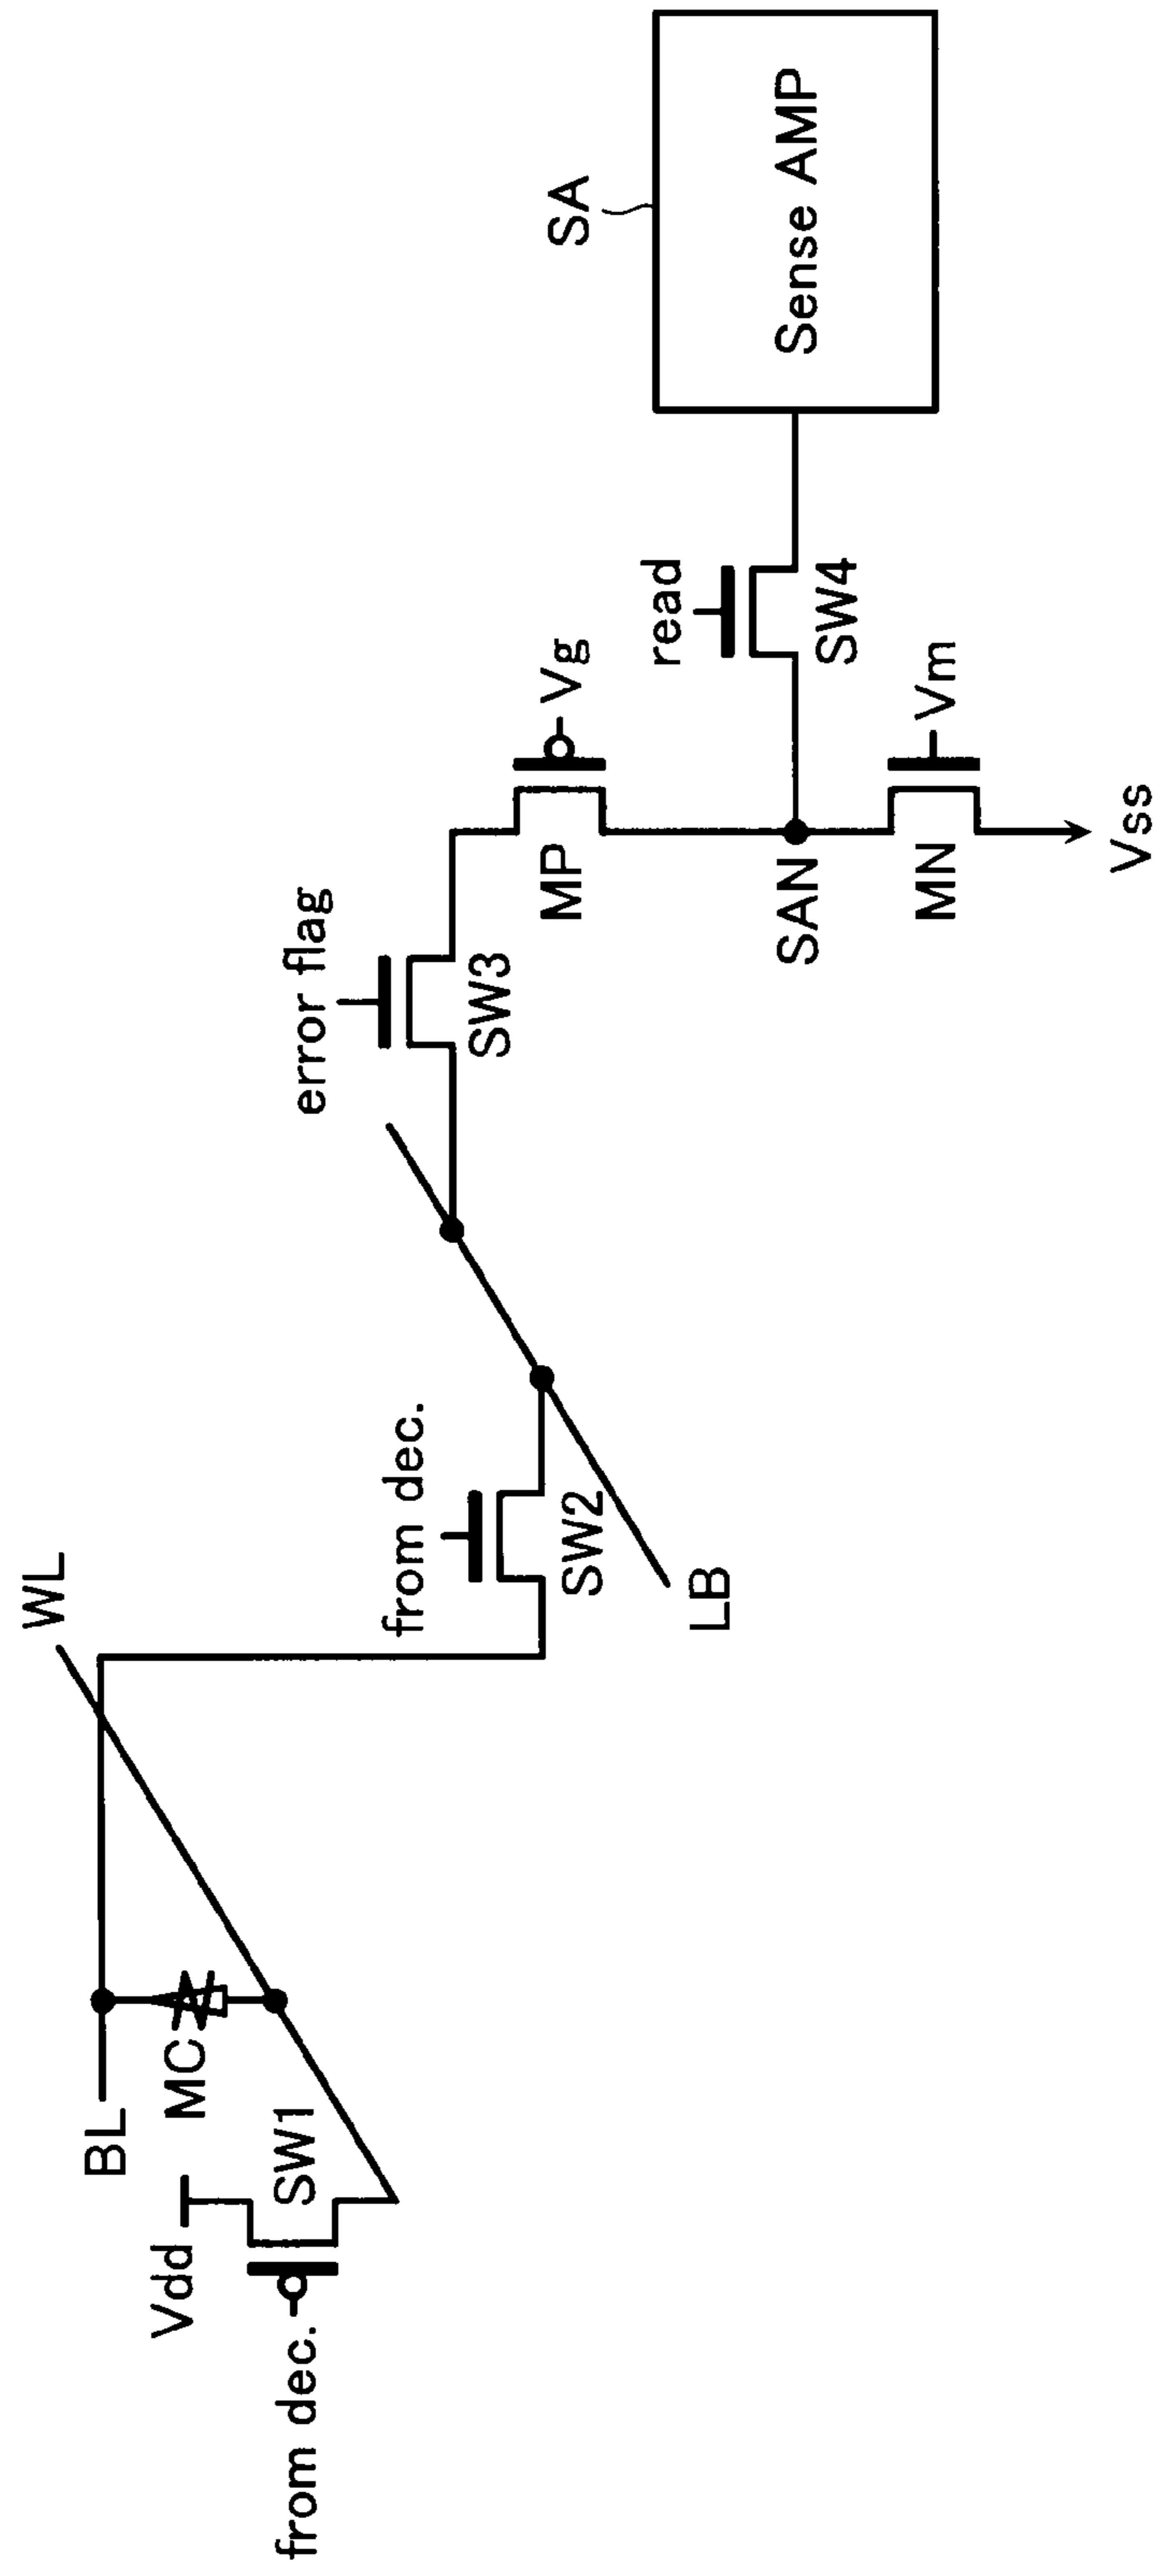 from dec.
Vdd
SW1
BL
MC
WL
from dec.
SW2
LB
error flag
SW3
MP
Vg
SAN
MN
Vm
Vss
read
SW4
SA
Sense AMP